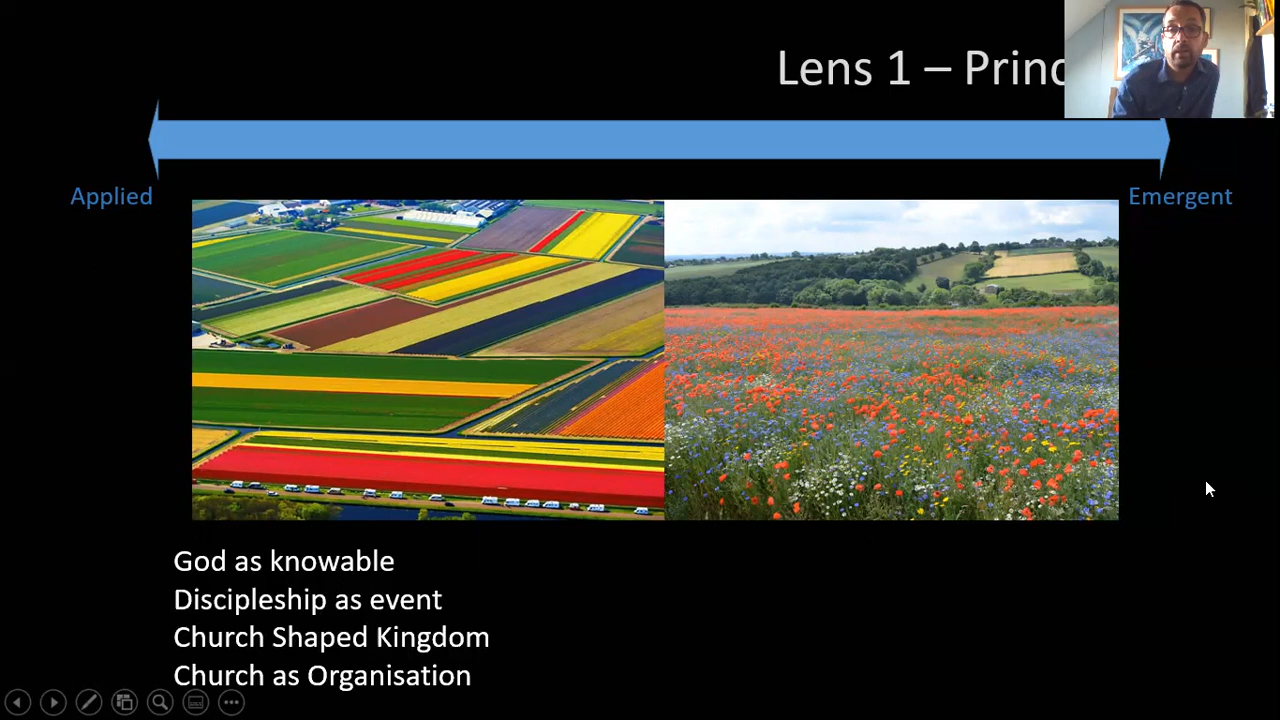 Lens 1 – Princ
Applied
Emergent
God as knowable
Discipleship as event
Church Shaped Kingdom
Church as Organisation